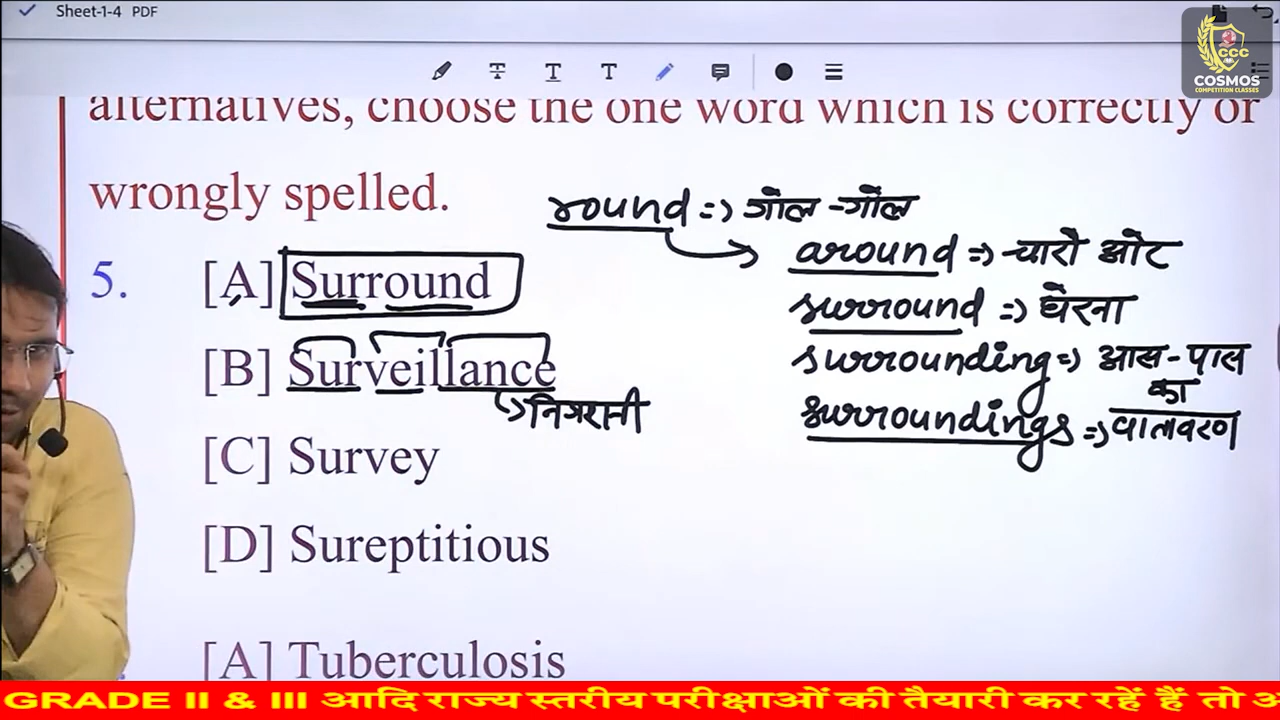 Sheet-1-4 PDF
CCC
COSMOS
COMPETITION CLASSES
alternatives, choose the one word which is correctly or
wrongly spelled.
round => गोल-गोल
around => चारो ओट
5. [A] Surround
surround => घेरना
[B] Surveillance
surrounding => आस-पास
का
निगरानी
surroundings => वातावरण
[C] Survey
[D] Sureptitious
[A] Tuberculosis
GRADE II & III आदि राज्य स्तरीय परीक्षाओं की तैयारी कर रहें हैं तो